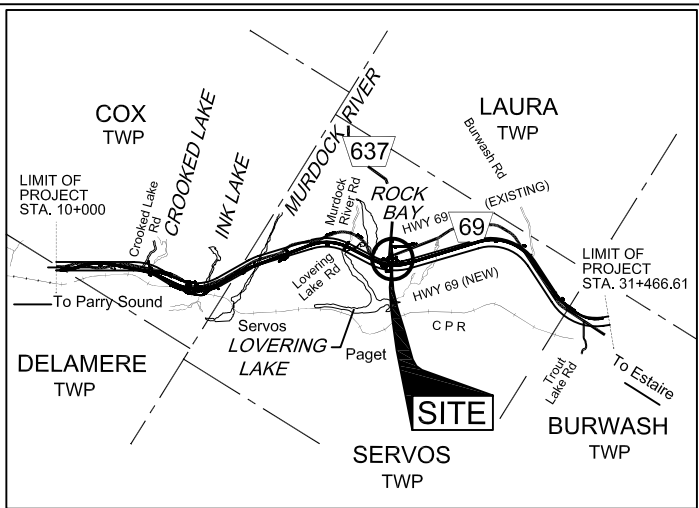 COX
TWP
LAURA
TWP
LIMIT OF
PROJECT
STA. 10+000
Crooked Lake
Rd
CROOKED LAKE
INK LAKE
MURDOCK RIVER
Murdock
River Rd
637
ROCK
BAY
Burwash Rd
HWY 69
(EXISTING)
69
LIMIT OF
PROJECT
STA. 31+466.61
To Parry Sound
Lovering
Lake Rd
HWY 69 (NEW)
CPR
Servos
LOVERING
LAKE
Paget
DELAMERE
TWP
SITE
Trout
Lake Rd
To Estaire
BURWASH
TWP
SERVOS
TWP